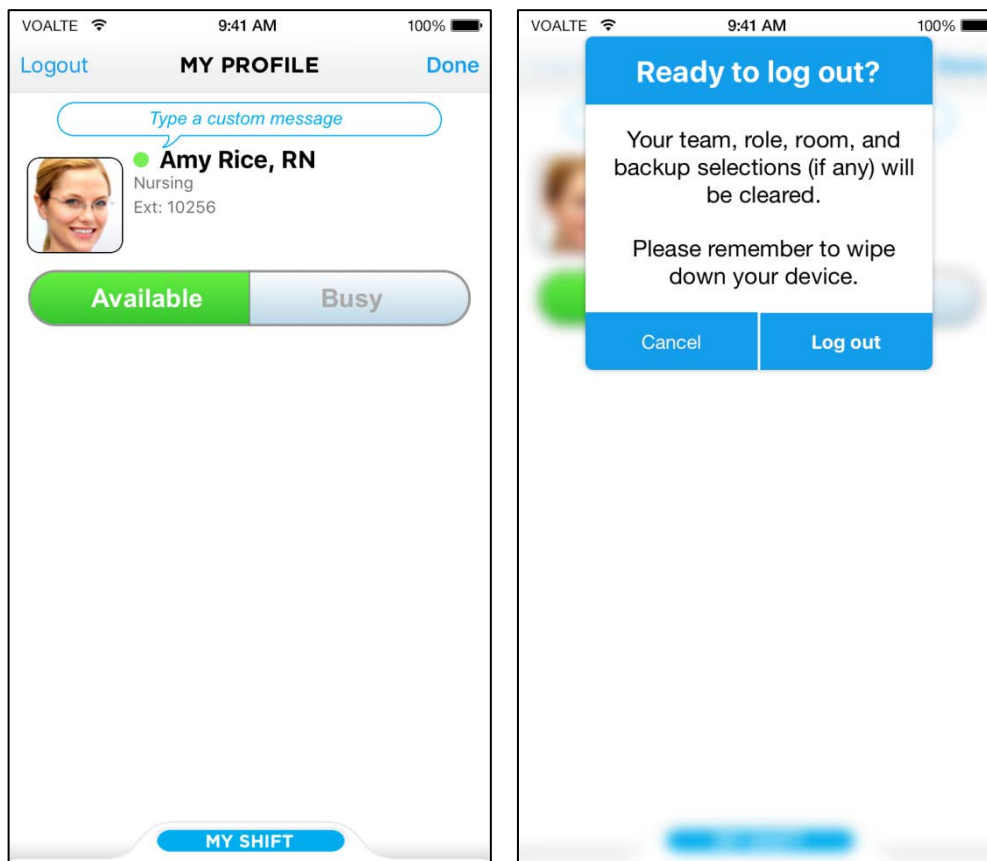 VOALTE 9:41 AM 100%
Logout MY PROFILE Done
Type a custom message
Amy Rice, RN
Nursing
Ext: 10256
Available Busy
MY SHIFT
VOALTE 9:41 AM 100%
Ready to log out?
Your team, role, room, and
backup selections (if any) will
be cleared.
Please remember to wipe
down your device.
Cancel Log out